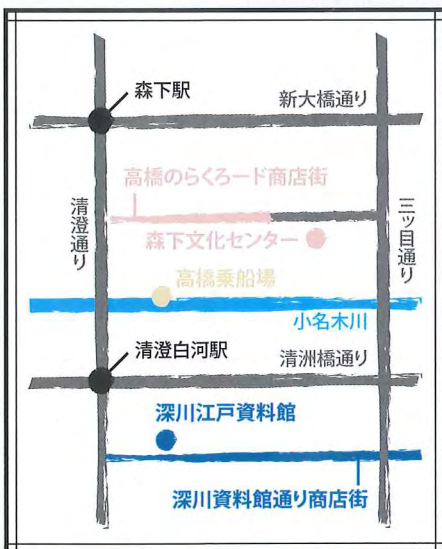 森下駅
新大橋通り
高橋のらくろード商店街
清澄通り
三ッ目通り
森下文化センター
高橋乗船場
小名木川
清澄白河駅
清洲橋通り
深川江戸資料館
深川資料館通り商店街